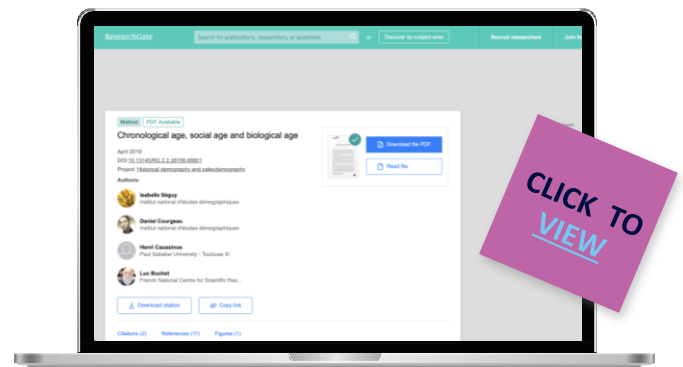 ResearchGate
Search for publications, researchers, or questions
or
Discover by subject area
Recruit researchers
Join
Method
PDF Available
Chronological age, social age and biological age
April 2019
Project: Historical demography and paleodemography
Authors:
Isabelle Séguy
Institut national d'études démographiques
Daniel Courgeau
Institut national d'études démographiques
Henri Caussinus
Paul Sabatier University - Toulouse III
Luc Buchet
French National Centre for Scientific Res...
Download file PDF
Read file
Download citation
Copy link
Citations (2)
References (11)
Figures (1)
CLICK TO
VIEW